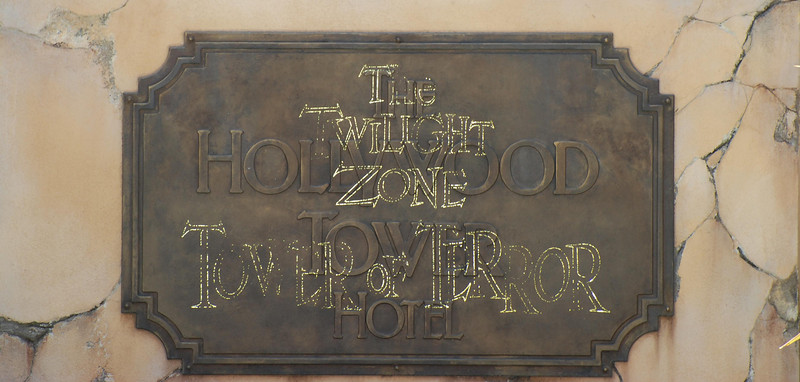 The
Twilight
Hollywood
Zone
Tower
Tower of Terror
Hotel